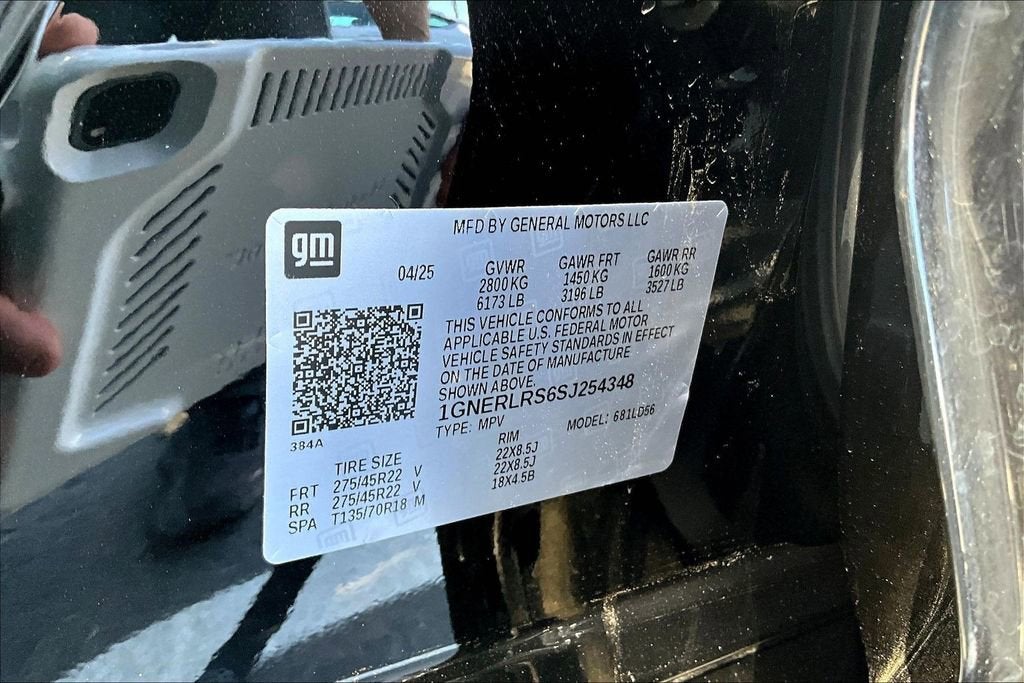 gm
MFD BY GENERAL MOTORS LLC
04/25 GVWR GAWR FRT GAWR RR
2800 KG 1450 KG 1600 KG
6173 LB 3196 LB 3527 LB
THIS VEHICLE CONFORMS TO ALL
APPLICABLE U.S. FEDERAL MOTOR
VEHICLE SAFETY STANDARDS IN EFFECT
ON THE DATE OF MANUFACTURE
SHOWN ABOVE.
1GNERLRS6SJ254348
TYPE: MPV MODEL: 681LD56
384A
TIRE SIZE RIM
FRT 275/45R22 V 22X8.5J
RR 275/45R22 V 22X8.5J
SPA T135/70R18 M 18X4.5B